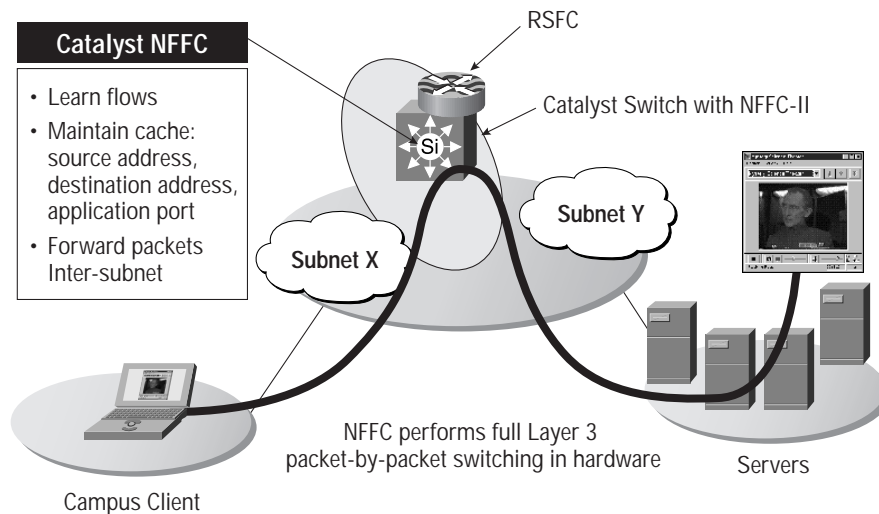 Catalyst NFFC
• Learn flows
• Maintain cache:
source address,
destination address,
application port
• Forward packets
Inter-subnet
RSFC
Catalyst Switch with NFFC-II
Si
Subnet X
Subnet Y
NFFC performs full Layer 3
packet-by-packet switching in hardware
Campus Client
Servers